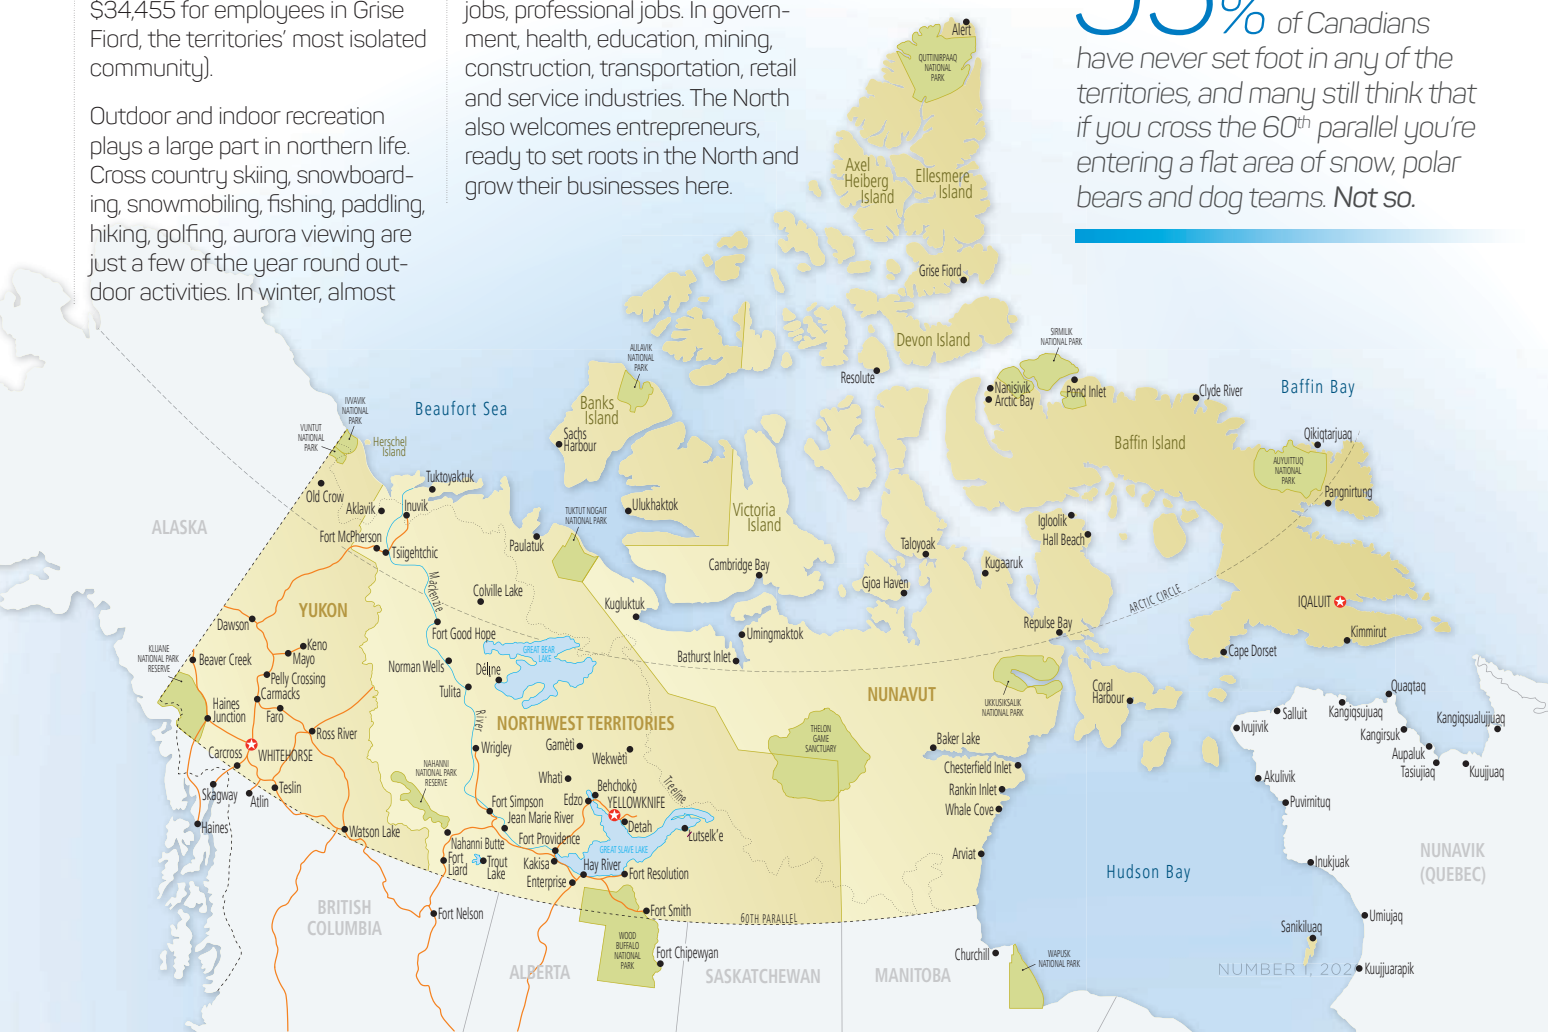 $34,455 for employees in Grise
Fiord, the territories’ most isolated
community).
Outdoor and indoor recreation
plays a large part in northern life.
Cross country skiing, snowboard-
ing, snowmobiling, fishing, paddling,
hiking, golfing, aurora viewing are
just a few of the year round out-
door activities. In winter, almost
jobs, professional jobs. In govern-
ment, health, education, mining,
construction, transportation, retail
and service industries. The North
also welcomes entrepreneurs,
ready to set roots in the North and
grow their businesses here.
% of Canadians
have never set foot in any of the
territories, and many still think that
if you cross the 60th parallel you’re
entering a flat area of snow, polar
bears and dog teams. Not so.
Alert
QUTTINIRPAAQ
NATIONAL
PARK
Axel
Heiberg
Island
Ellesmere
Island
Grise Fiord
Devon Island
Resolute
SIRMILIK
NATIONAL PARK
Nanisivik
Arctic Bay
Pond Inlet
Clyde River
Baffin Bay
Baffin Island
Qikiqtarjuaq
AUYUITTUQ
NATIONAL
PARK
Pangnirtung
AULAVIK
NATIONAL
PARK
Banks
Island
Sachs
Harbour
Beaufort Sea
IVVAVIK
NATIONAL
PARK
VUNTUT
NATIONAL
PARK
Herschel
Island
Old Crow
Aklavik
Tuktoyaktuk
Inuvik
Fort McPherson
Tsiigehtchic
ALASKA
Paulatuk
TUKTUT NOGAIT
NATIONAL PARK
Ulukhaktok
Victoria
Island
Cambridge Bay
Igloolik
Hall Beach
Taloyoak
Kugaaruk
Gjoa Haven
ARCTIC CIRCLE
IQALUIT
Kimmirut
Cape Dorset
Repulse Bay
Kugluktuk
Umingmaktok
Bathurst Inlet
Mackenzie
River
Colville Lake
Fort Good Hope
YUKON
Dawson
Keno
Mayo
KLUANE
NATIONAL PARK
RESERVE
Beaver Creek
Pelly Crossing
Carmacks
Faro
Haines
Junction
Ross River
WHITEHORSE
Carcross
Teslin
Skagway
Atlin
Haines
Watson Lake
Norman Wells
Déline
GREAT BEAR
LAKE
Tulita
NORTHWEST TERRITORIES
Wrigley
Gamètì
Wekwètì
Whatì
Behchokò
Edzo
YELLOWKNIFE
Detah
Treeline
Łutselk’e
NAHANNI
NATIONAL PARK
RESERVE
Fort Simpson
Jean Marie River
Fort Providence
Nahanni Butte
Fort
Liard
Trout
Lake
Kakisa
Enterprise
GREAT SLAVE LAKE
Hay River
Fort Resolution
Fort Smith
60TH PARALLEL
NUNAVUT
THELON
GAME
SANCTUARY
UKKUSIKSALIK
NATIONAL PARK
Coral
Harbour
Baker Lake
Chesterfield Inlet
Rankin Inlet
Whale Cove
Arviat
Quaqtaq
Salluit
Ivujivik
Kangiqsujuaq
Kangirsuk
Kangiqsualujjuaq
Aupaluk
Tasiujiaq
Kuujjuaq
Akulivik
Puvirnituq
Inukjuak
NUNAVIK
(QUEBEC)
Umiujaq
Sanikiluaq
Kuujjuarapik
Hudson Bay
BRITISH
COLUMBIA
Fort Nelson
ALBERTA
WOOD
BUFFALO
NATIONAL
PARK
Fort Chipewyan
SASKATCHEWAN
MANITOBA
Churchill
WAPUSK
NATIONAL PARK
NUMBER 1, 202